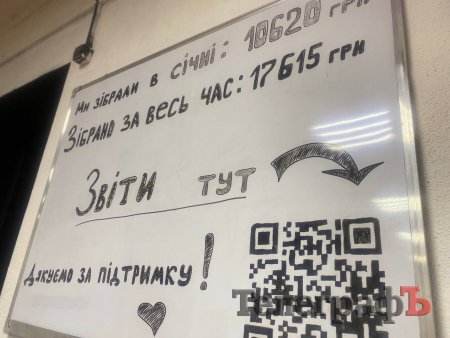 Ми зібрали в січні: 10620 грн
Зібрано за весь час: 17615 грн
Звіти тут
Дякуємо за підтримку!
ТелеграфЪ